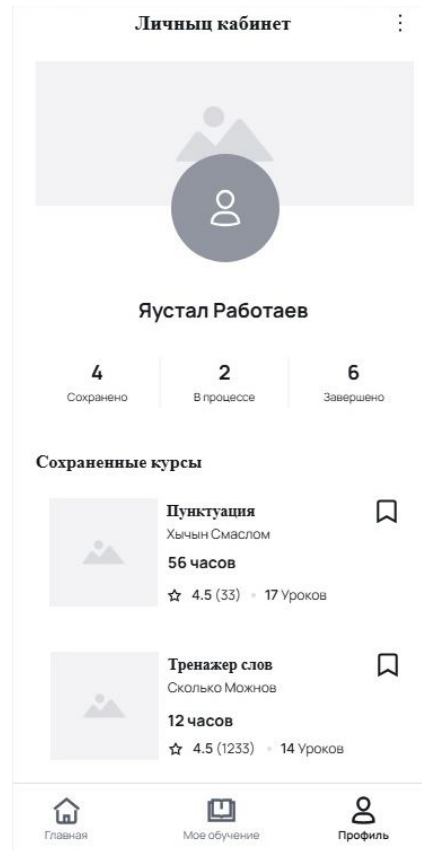 Личныц кабинет
Яустал Работаев
4 2 6
Сохранено В процессе Завершено
Сохраненные курсы
Пунктуация
Хычын Смаслом
56 часов
4.5 (33) 17 Уроков
Тренажер слов
Сколько Можнов
12 часов
4.5 (1233) 14 Уроков
Главная Мое обучение Профиль